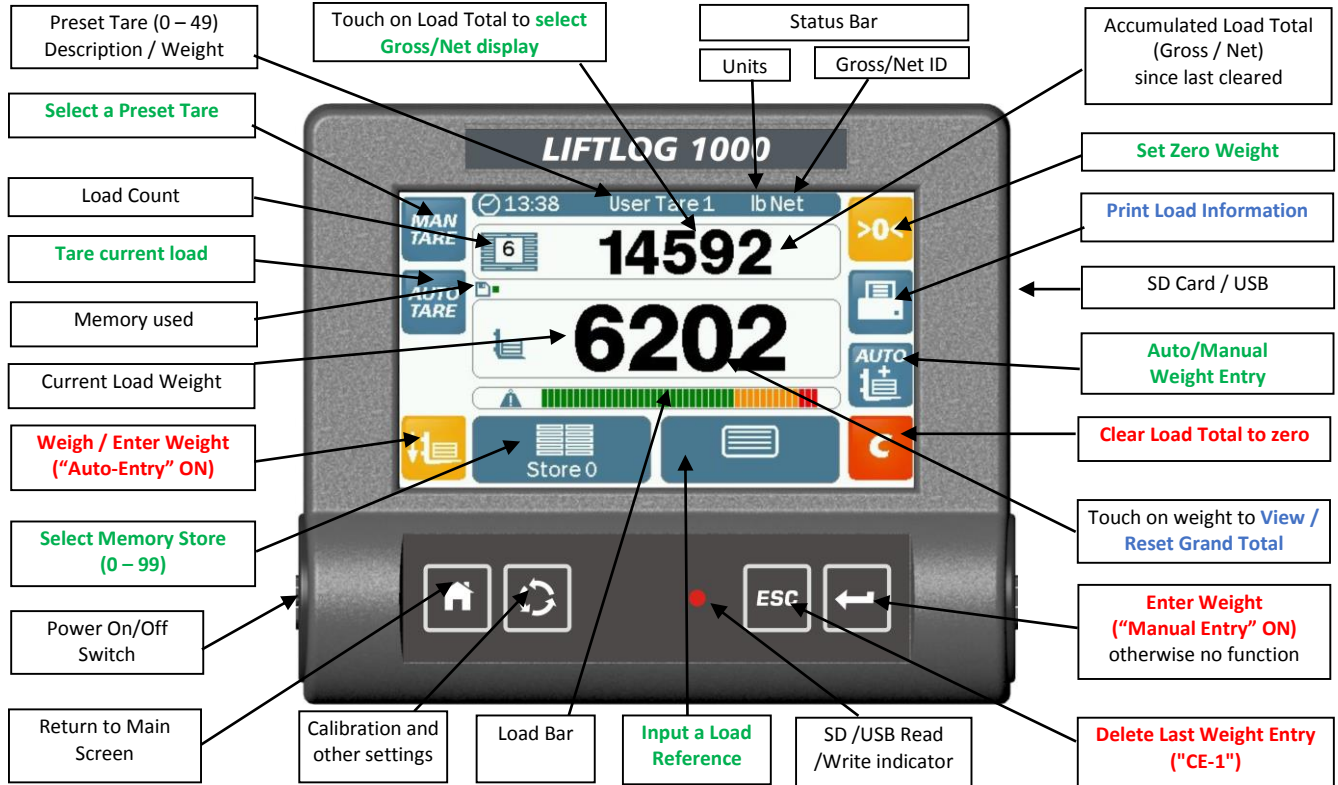 Preset Tare (0 – 49)
Description / Weight
Touch on Load Total to select
Gross/Net display
Status Bar
Units
Gross/Net ID
Accumulated Load Total
(Gross / Net)
since last cleared
Select a Preset Tare
Load Count
Tare current load
Memory used
Current Load Weight
Weigh / Enter Weight
("Auto-Entry" ON)
Select Memory Store
(0 – 99)
Power On/Off
Switch
Return to Main
Screen
LIFTLOG 1000
13:38 User Tare 1 lb Net
MAN
TARE
6
14592
>0<
AUTO
TARE
6202
AUTO
+
Store 0
C
ESC
Set Zero Weight
Print Load Information
SD Card / USB
Auto/Manual
Weight Entry
Clear Load Total to zero
Touch on weight to View /
Reset Grand Total
Enter Weight
(“Manual Entry” ON)
otherwise no function
Calibration and
other settings
Load Bar
Input a Load
Reference
SD /USB Read
/Write indicator
Delete Last Weight Entry
("CE-1")